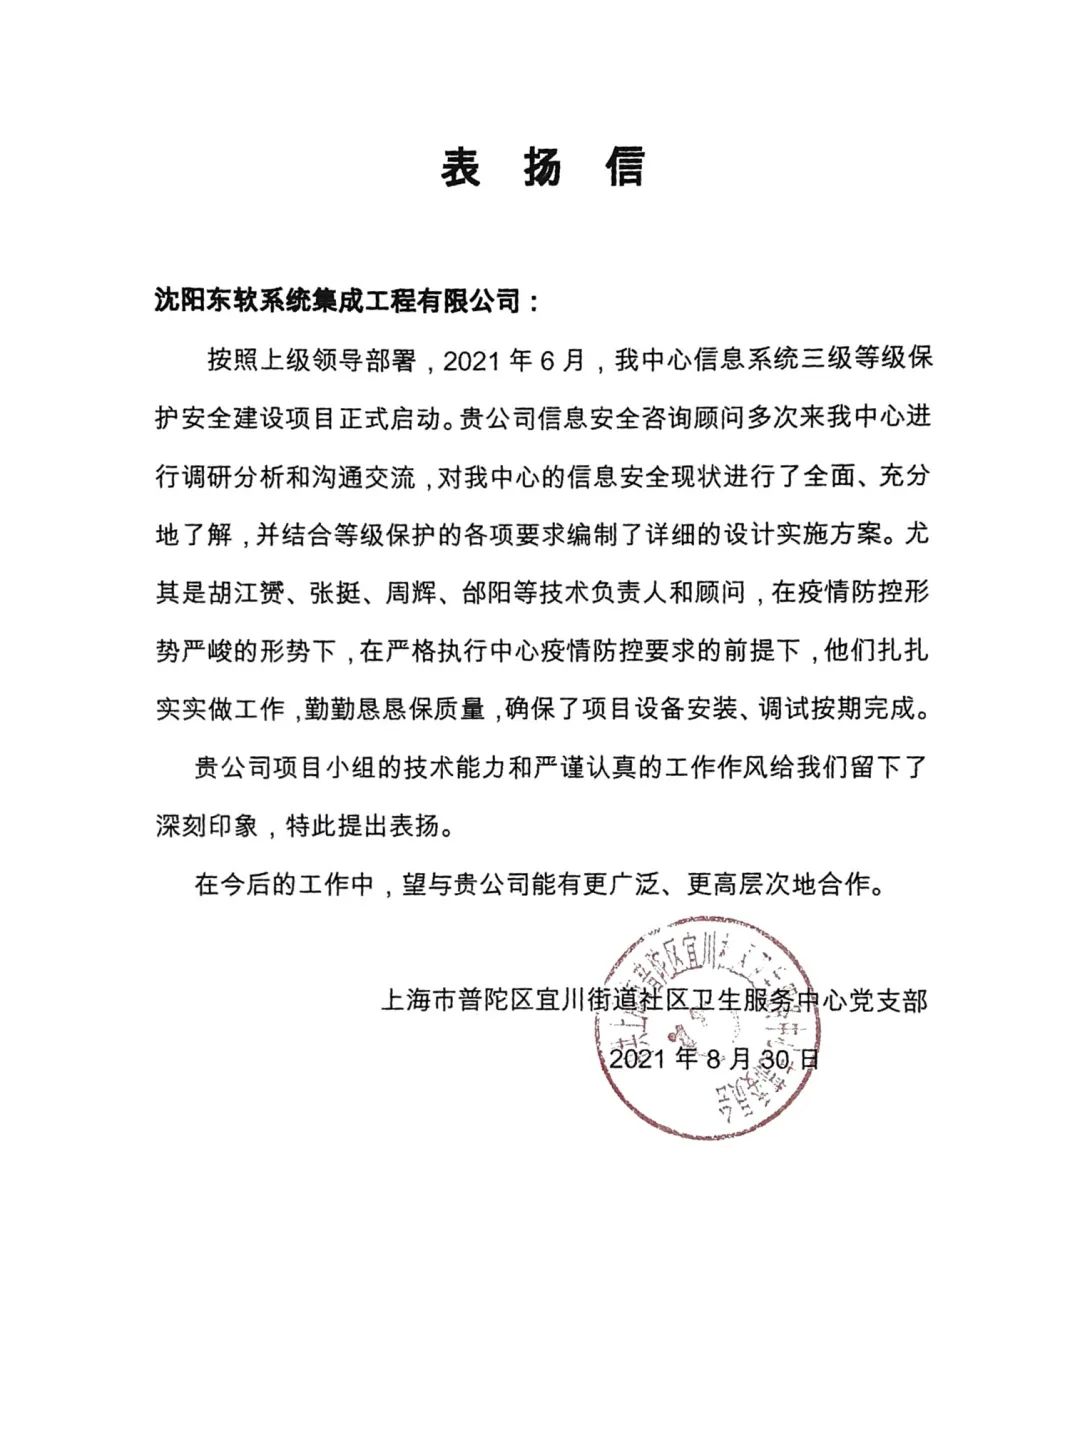 表 扬 信
沈阳东软系统集成工程有限公司：
按照上级领导部署，2021 年 6 月，我中心信息系统三级等级保
护安全建设项目正式启动。贵公司信息安全咨询顾问多次来我中心进
行调研分析和沟通交流，对我中心的信息安全现状进行了全面、充分
地了解，并结合等级保护的各项要求编制了详细的设计实施方案。尤
其是胡江赟、张挺、周辉、邰阳等技术负责人和顾问，在疫情防控形
势严峻的形势下，在严格执行中心疫情防控要求的前提下，他们扎扎
实实做工作，勤勤恳恳保质量，确保了项目设备安装、调试按期完成。
贵公司项目小组的技术能力和严谨认真的工作作风给我们留下了
深刻印象，特此提出表扬。
在今后的工作中，望与贵公司能有更广泛、更高层次地合作。
上海市普陀区宜川街道社区卫生服务中心党支部
2021 年 8 月 30 日